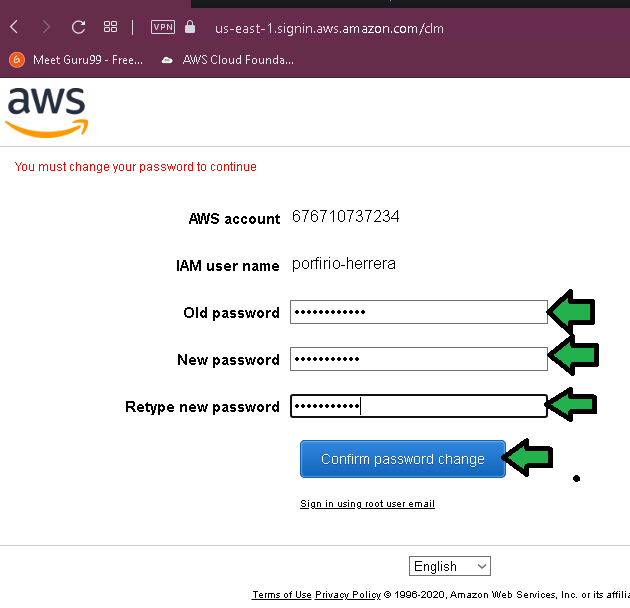 VPN us-east-1.signin.aws.amazon.com/clm
G Meet Guru99 - Free... AWS Cloud Founda...
aws
You must change your password to continue
AWS account 676710737234
IAM user name porfirio-herrera
Old password ••••••••••••
New password •••••••••••
Retype new password •••••••••••
Confirm password change
Sign in using root user email
English
Terms of Use Privacy Policy © 1996-2020, Amazon Web Services, Inc. or its affilia